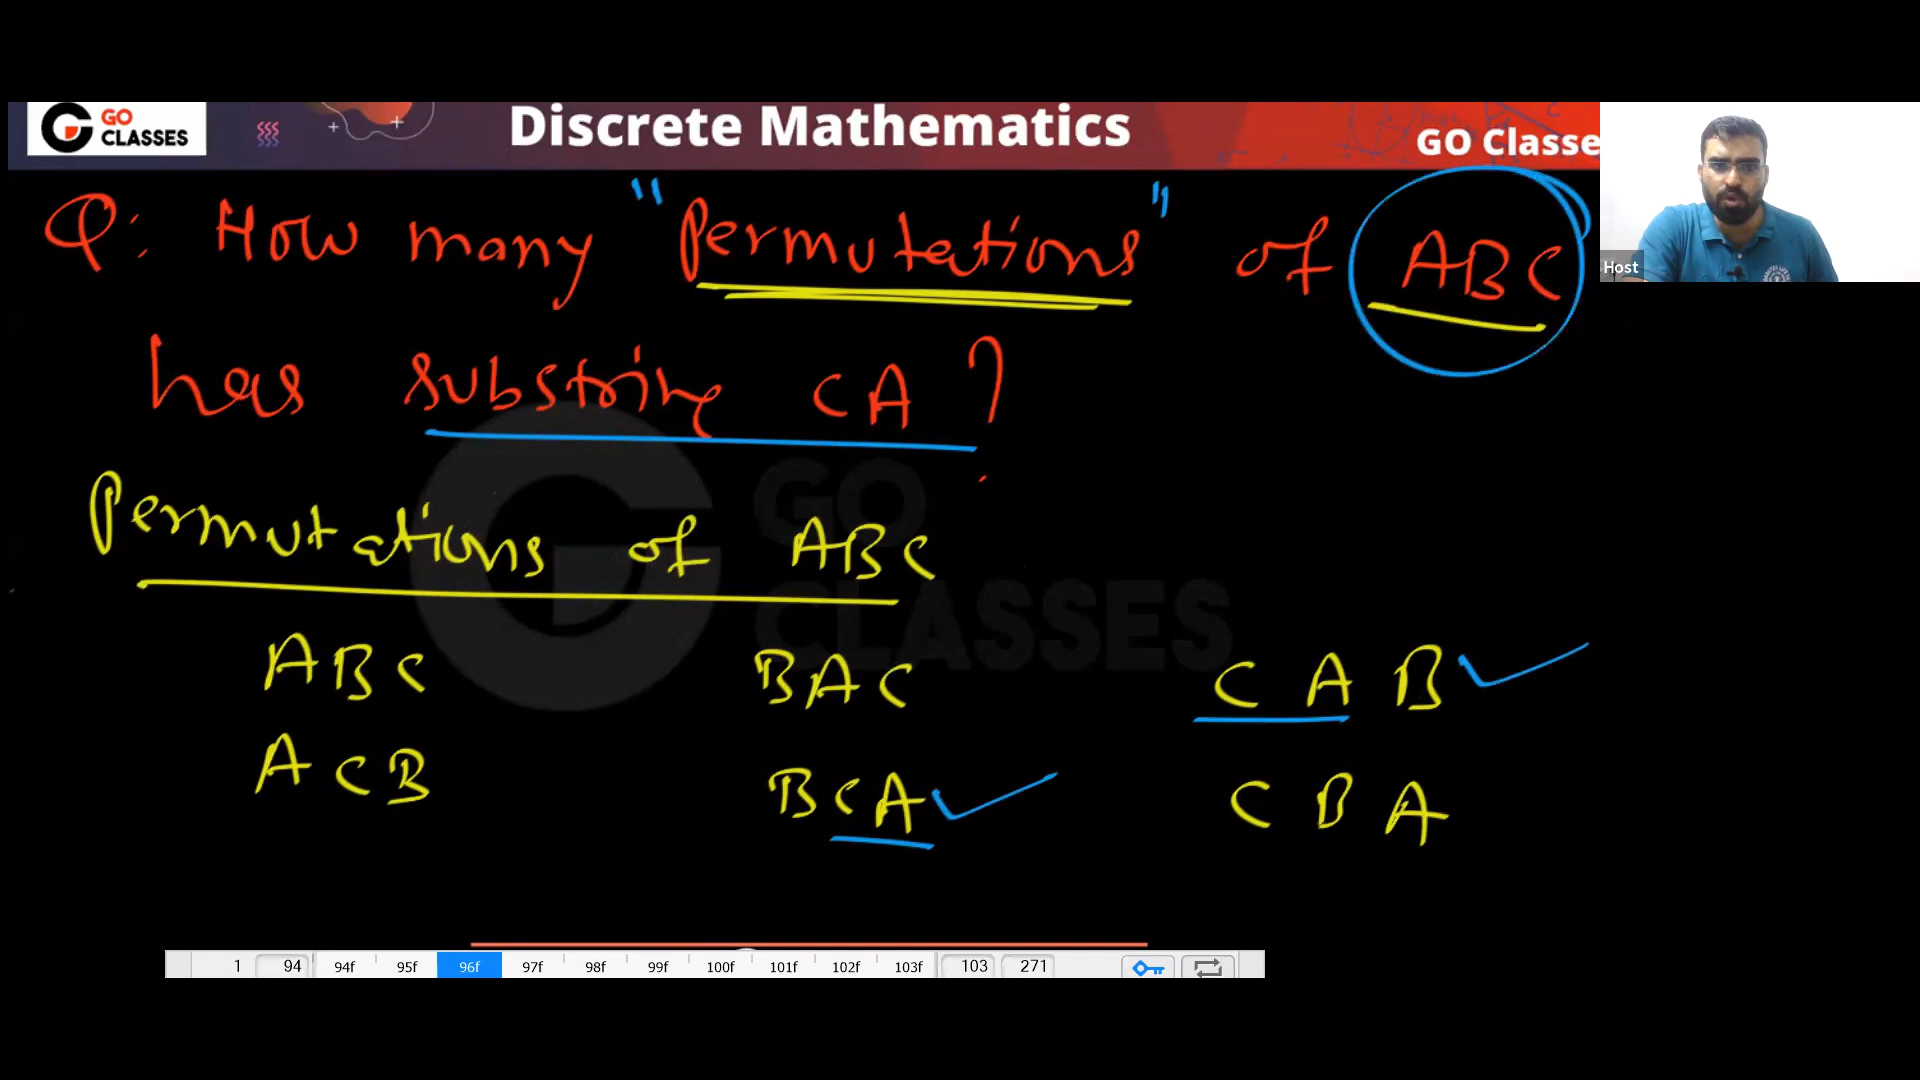 GO CLASSES
Discrete Mathematics
GO Classe
Q: How many "Permutations" of ABC
has substring CA?
Host
GO CLASSES
Permutations of ABC
ABC BAC CAB
ACB BCA CBA
1 94 94f 95f 96f 97f 98f 99f 100f 101f 102f 103f 103 271